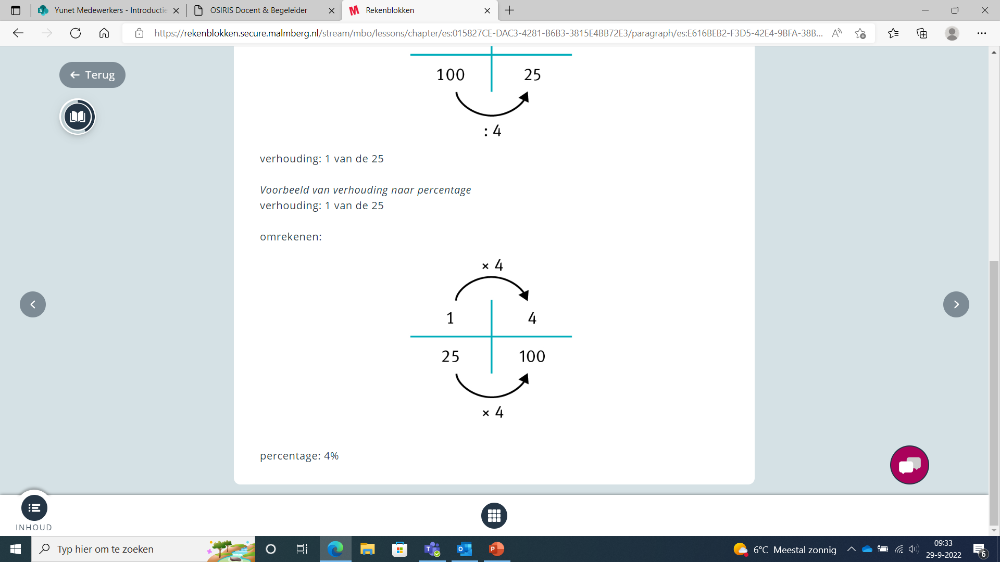 Yunet Medewerkers - Introductie
OSIRIS Docent & Begeleider
Rekenblokken
https://rekenblokken.secure.malmberg.nl/stream/mbo/lessons/chapter/es:015827CE-DAC3-4281-B6B3-3815E4BB72E3/paragraph/es:E616BEB2-F3D5-42E4-9BFA-38B...
Terug
100 25
: 4
verhouding: 1 van de 25
Voorbeeld van verhouding naar percentage
verhouding: 1 van de 25
omrekenen:
× 4
1 4
25 100
× 4
percentage: 4%
INHOUD
Typ hier om te zoeken
6°C Meestal zonnig
09:33
29-9-2022
6